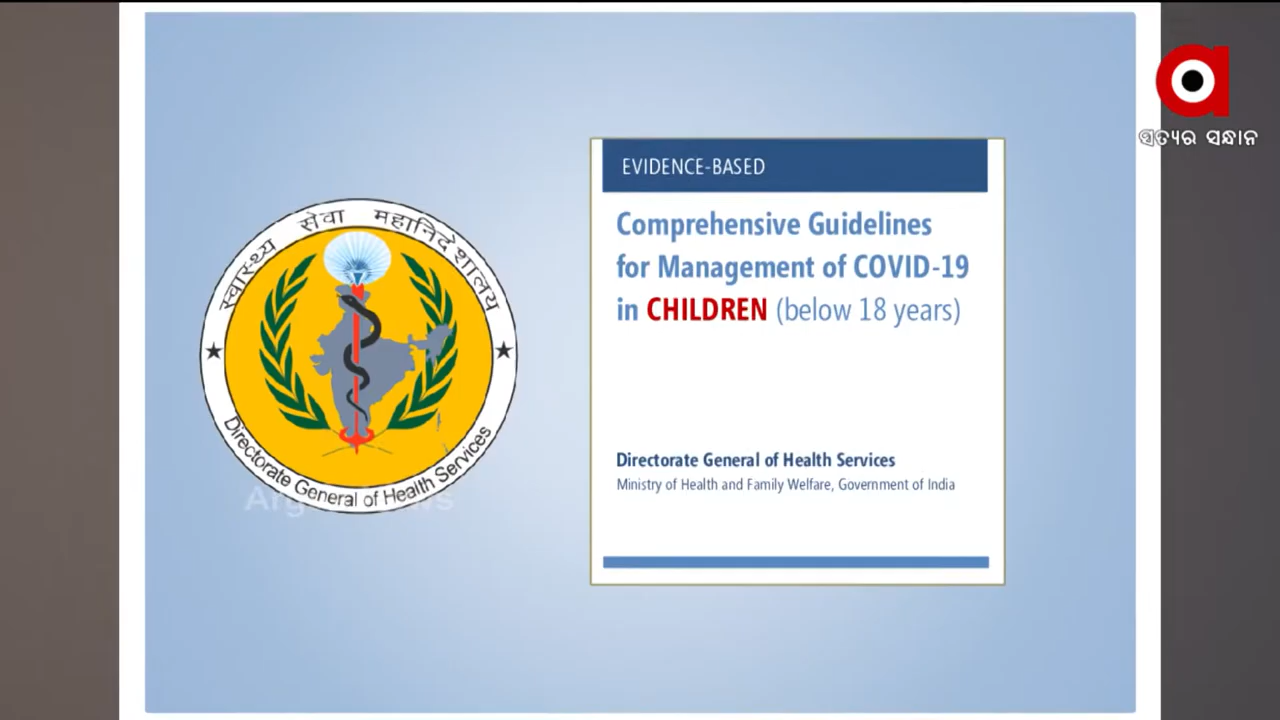 स्वास्थ्य सेवा महानिदेशालय
Directorate General of Health Services
EVIDENCE-BASED
Comprehensive Guidelines
for Management of COVID-19
in CHILDREN (below 18 years)
Directorate General of Health Services
Ministry of Health and Family Welfare, Government of India
ସତ୍ୟର ସନ୍ଧାନ